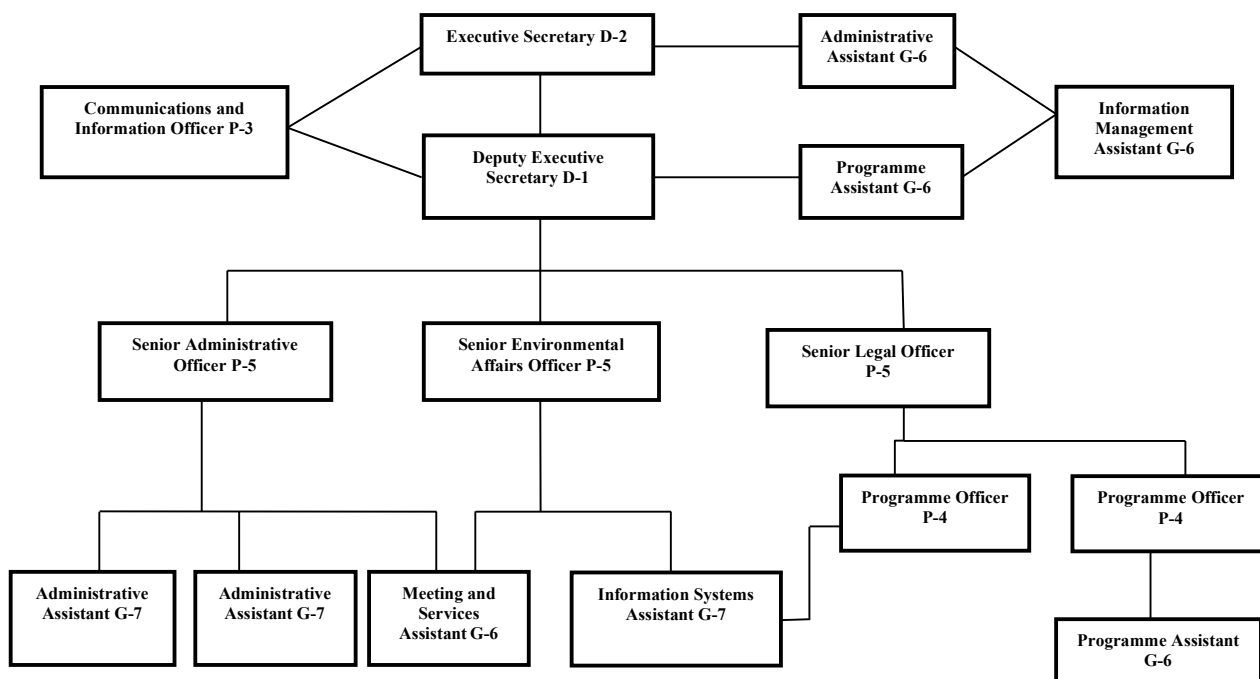 Executive Secretary D-2
Administrative
Assistant G-6
Communications and
Information Officer P-3
Information
Management
Assistant G-6
Deputy Executive
Secretary D-1
Programme
Assistant G-6
Senior Administrative
Officer P-5
Senior Environmental
Affairs Officer P-5
Senior Legal Officer
P-5
Programme Officer
P-4
Programme Officer
P-4
Administrative
Assistant G-7
Administrative
Assistant G-7
Meeting and
Services
Assistant G-6
Information Systems
Assistant G-7
Programme Assistant
G-6